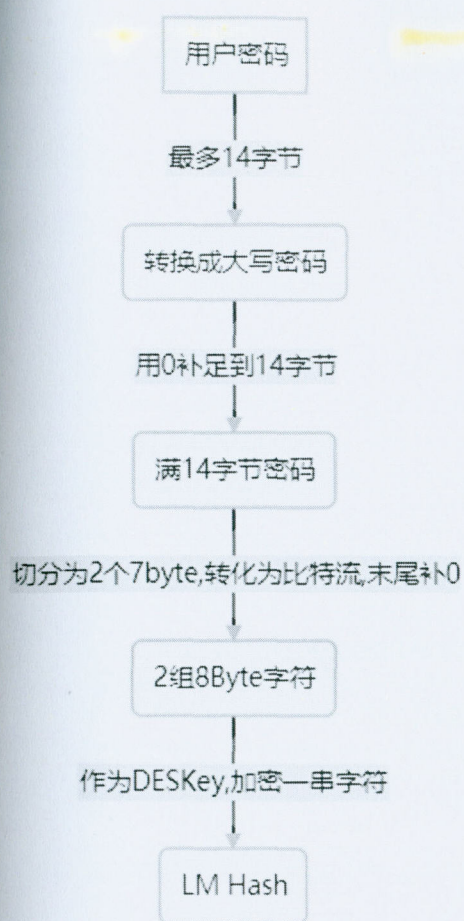 用户密码
最多14字节
转换成大写密码
用0补足到14字节
满14字节密码
切分为2个7byte,转化为比特流,末尾补0
2组8Byte字符
作为DESKey,加密一串字符
LM Hash